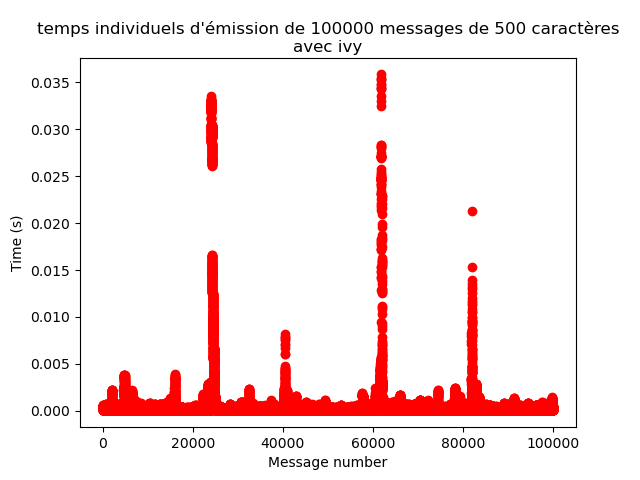 temps individuels d'émission de 100000 messages de 500 caractères
avec ivy
0.035
0.030
0.025
0.020
0.015
0.010
0.005
0.000
Time (s)
0 20000 40000 60000 80000 100000
Message number